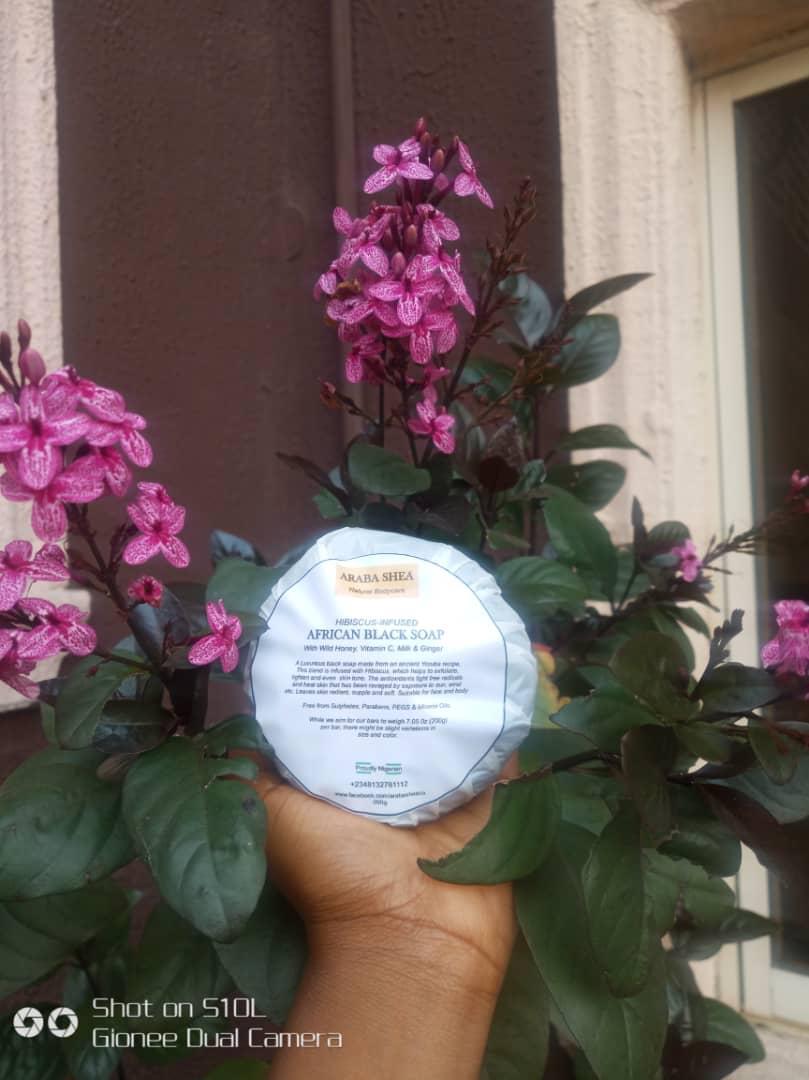 ARABA SHEA
Natural Bodycare
HIBISCUS-INFUSED
AFRICAN BLACK SOAP
With Wild Honey, Vitamin C, Milk & Ginger
A Luxurious black soap made from an ancient Yoruba recipe,
This blend is infused with Hibiscus, which helps to exfoliate,
tighten and even skin tone. The antioxidants fight free radicals
and heal skin that has been ravaged by exposure to sun, wind
etc. Leaves skin radiant, supple and soft. Suitable for face and body
Free from Sulphates, Parabens, PEGS & Mineral Oils.
While we aim for our bars to weigh 7.05 Oz (200g)
per bar, there might be slight variations in
size and color.
Proudly Nigerian
+2348132761112
www.facebook.com/arabashea
200g
Shot on S10L
Gionee Dual Camera